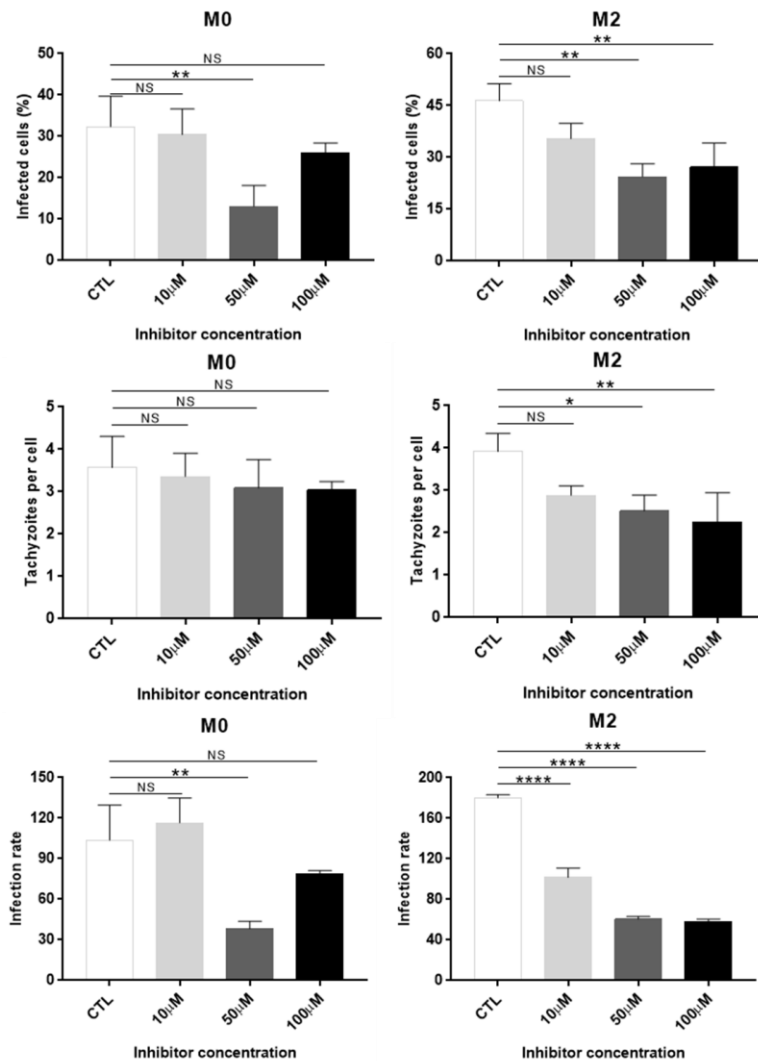 M0
NS
**
NS
50
40
30
20
10
0
Infected cells (%)
CTL
10μM
50μM
100μM
Inhibitor concentration
M2
**
**
NS
60
45
30
15
0
Infected cells (%)
CTL
10μM
50μM
100μM
Inhibitor concentration
M0
NS
NS
NS
5
4
3
2
1
0
Tachyzoites per cell
CTL
10μM
50μM
100μM
Inhibitor concentration
M2
**
*
NS
5
4
3
2
1
0
Tachyzoites per cell
CTL
10μM
50μM
100μM
Inhibitor concentration
M0
NS
**
NS
150
120
90
60
30
0
Infection rate
CTL
10μM
50μM
100μM
Inhibitor concentration
M2
****
****
****
200
160
120
80
40
0
Infection rate
CTL
10μM
50μM
100μM
Inhibitor concentration